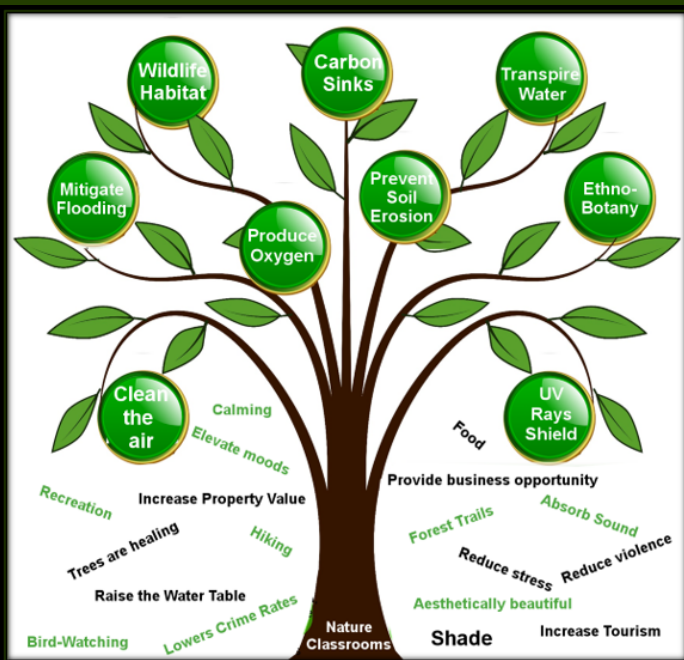 Wildlife
Habitat
Carbon
Sinks
Transpire
Water
Mitigate
Flooding
Produce
Oxygen
Prevent
Soil
Erosion
Ethno-
Botany
Clean
the
air
UV
Rays
Shield
Calming
Elevate moods
Food
Provide business opportunity
Recreation
Increase Property Value
Hiking
Forest Trails
Absorb Sound
Trees are healing
Reduce stress
Reduce violence
Raise the Water Table
Aesthetically beautiful
Bird-Watching
Lowers Crime Rates
Nature
Classrooms
Shade
Increase Tourism